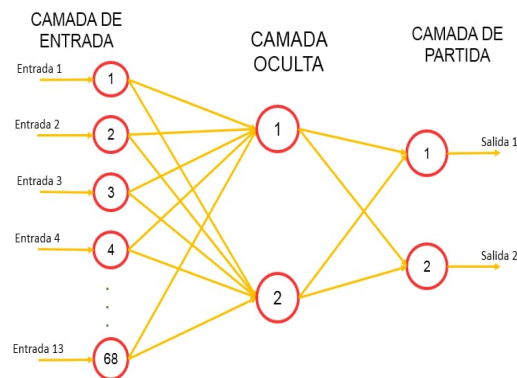 CAMADA DE
ENTRADA
CAMADA
OCULTA
CAMADA DE
PARTIDA
Entrada 1
1
Entrada 2
2
Entrada 3
3
Entrada 4
4
Entrada 13
68
1
2
1
Salida 1
2
Salida 2